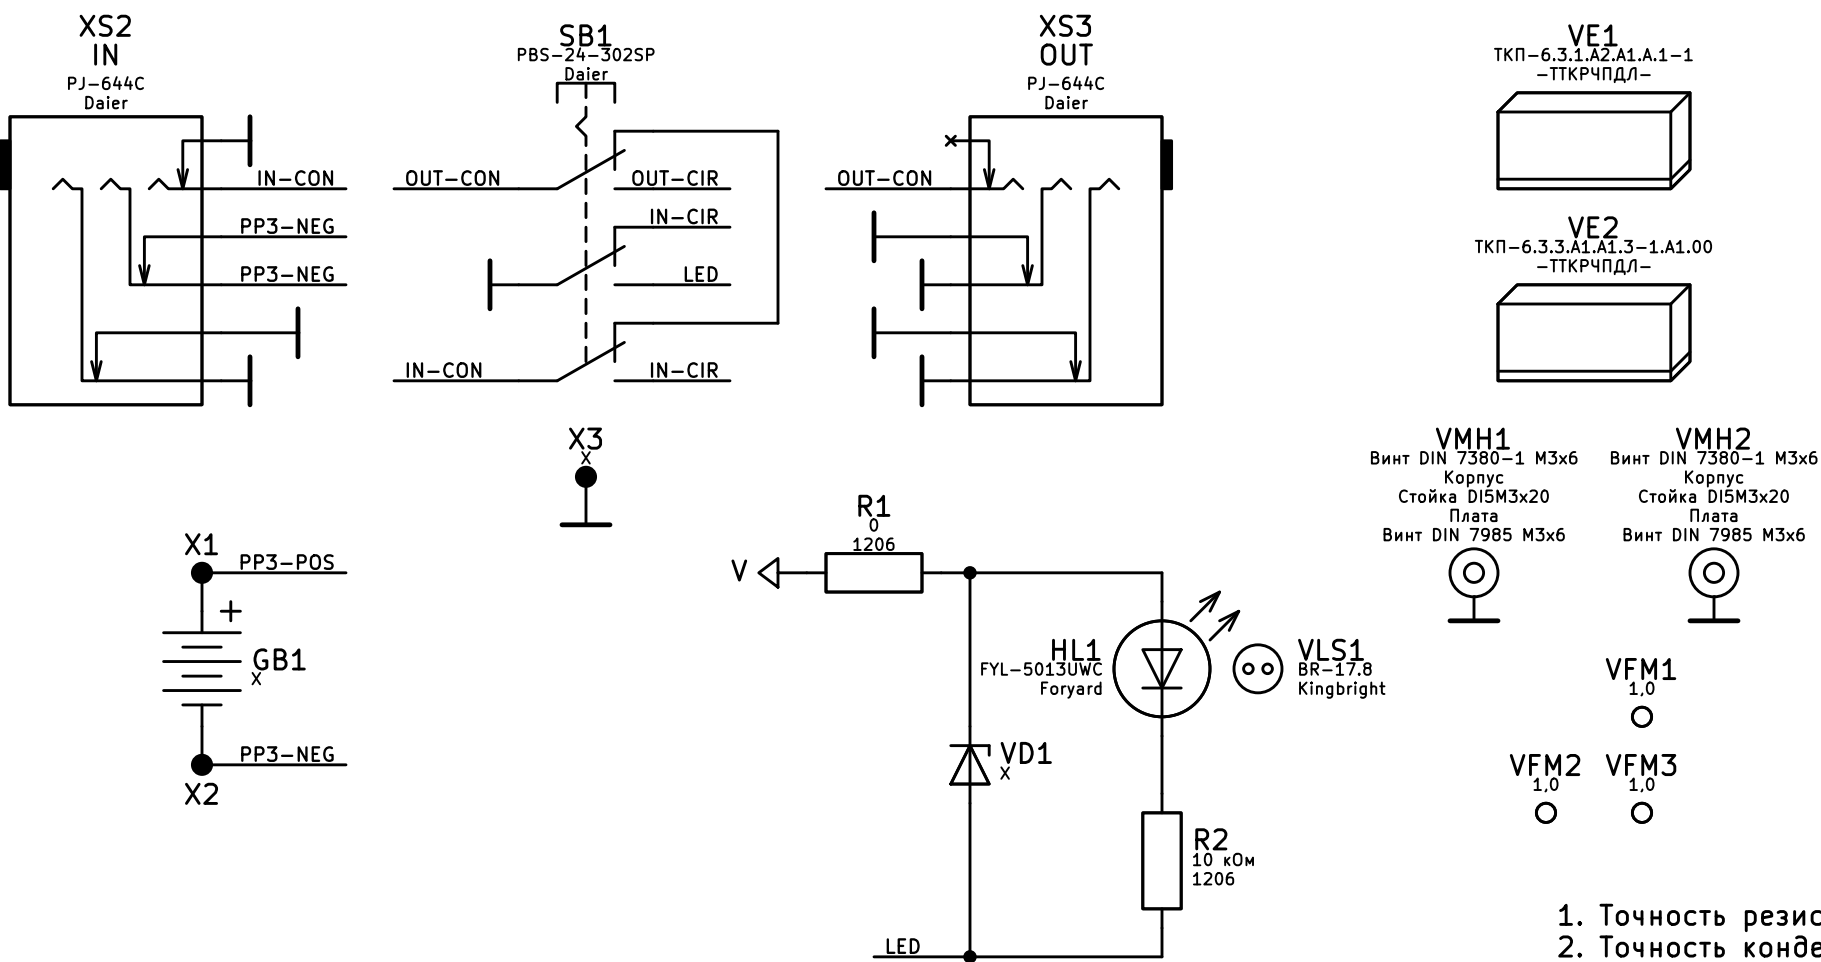 XS2
IN
PJ-644C
Daier
IN-CON
PP3-NEG
PP3-NEG
SB1
PBS-24-302SP
Daier
OUT-CON
OUT-CIR
IN-CIR
LED
IN-CON
IN-CIR
XS3
OUT
PJ-644C
Daier
OUT-CON
VE1
ТКП-6.3.1.А2.А1.А.1-1
-ТТКРЧПДЛ-
VE2
ТКП-6.3.3.А1.А1.3-1.А1.00
-ТТКРЧПДЛ-
X3
X
VMH1
Винт DIN 7380-1 M3x6
Корпус
Стойка DI5M3x20
Плата
Винт DIN 7985 M3x6
VMH2
Винт DIN 7380-1 M3x6
Корпус
Стойка DI5M3x20
Плата
Винт DIN 7985 M3x6
X1
PP3-POS
+
GB1
X
PP3-NEG
X2
R1
0
1206
V
HL1
FYL-5013UWC
Foryard
VLS1
BR-17.8
Kingbright
VD1
X
R2
10 кОм
1206
LED
VFM1
1,0
VFM2
1,0
VFM3
1,0
1. Точность резис
2. Точность конде